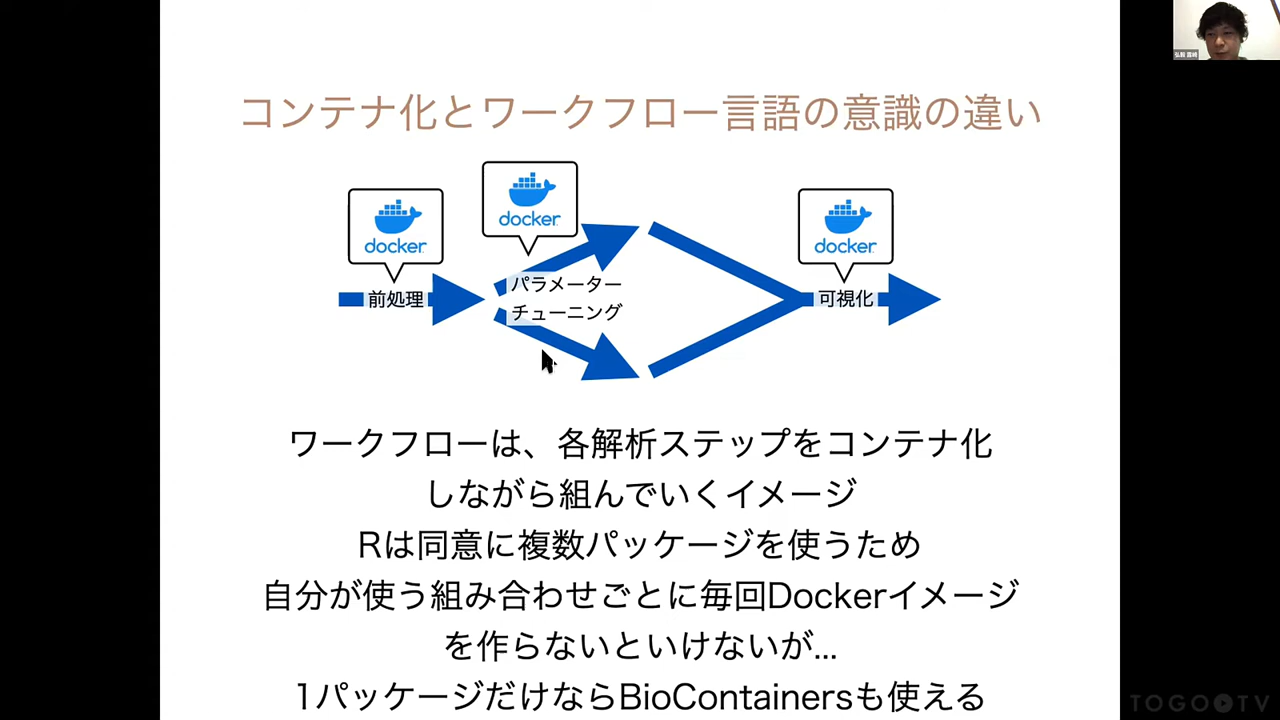 コンテナ化とワークフロー言語の意識の違い
docker
docker
docker
前処理
パラメーター
チューニング
可視化
ワークフローは、各解析ステップをコンテナ化
しながら組んでいくイメージ
Rは同意に複数パッケージを使うため
自分が使う組み合わせごとに毎回Dockerイメージ
を作らないといけないが...
1パッケージだけならBioContainersも使える
TOGOTV